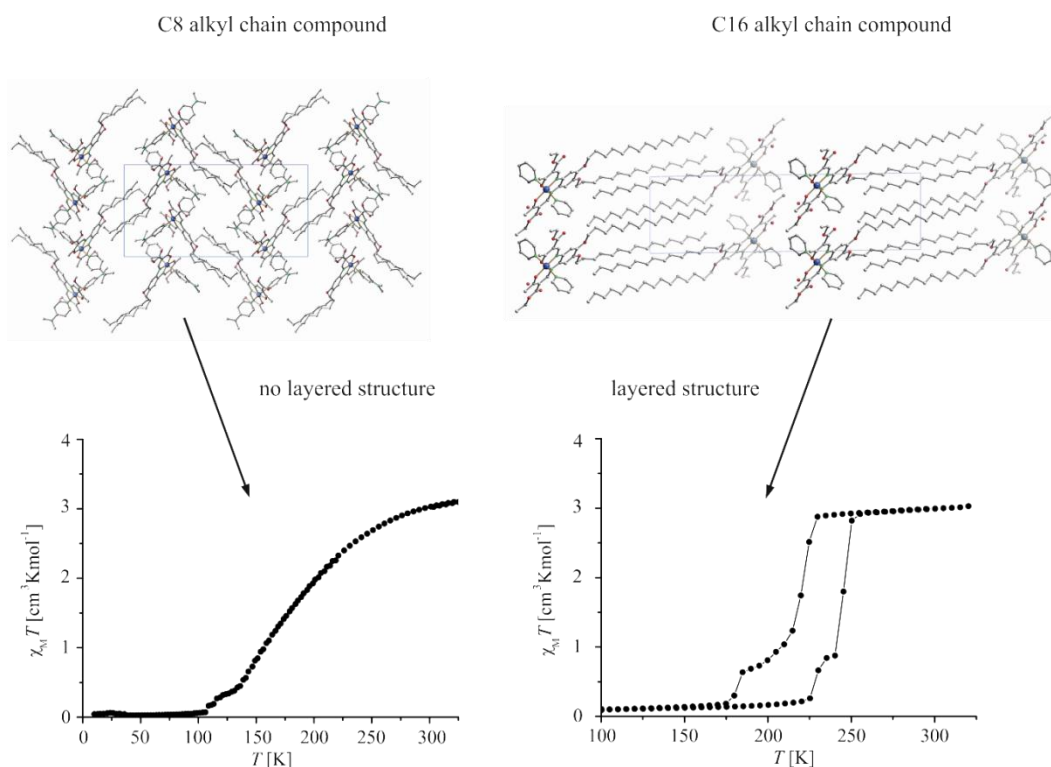 C8 alkyl chain compound
C16 alkyl chain compound
no layered structure
layered structure
4
3
2
1
0
χ_M T [cm³Kmol⁻¹]
0 50 100 150 200 250 300
T [K]
4
3
2
1
0
χ_M T [cm³Kmol⁻¹]
100 150 200 250 300
T [K]